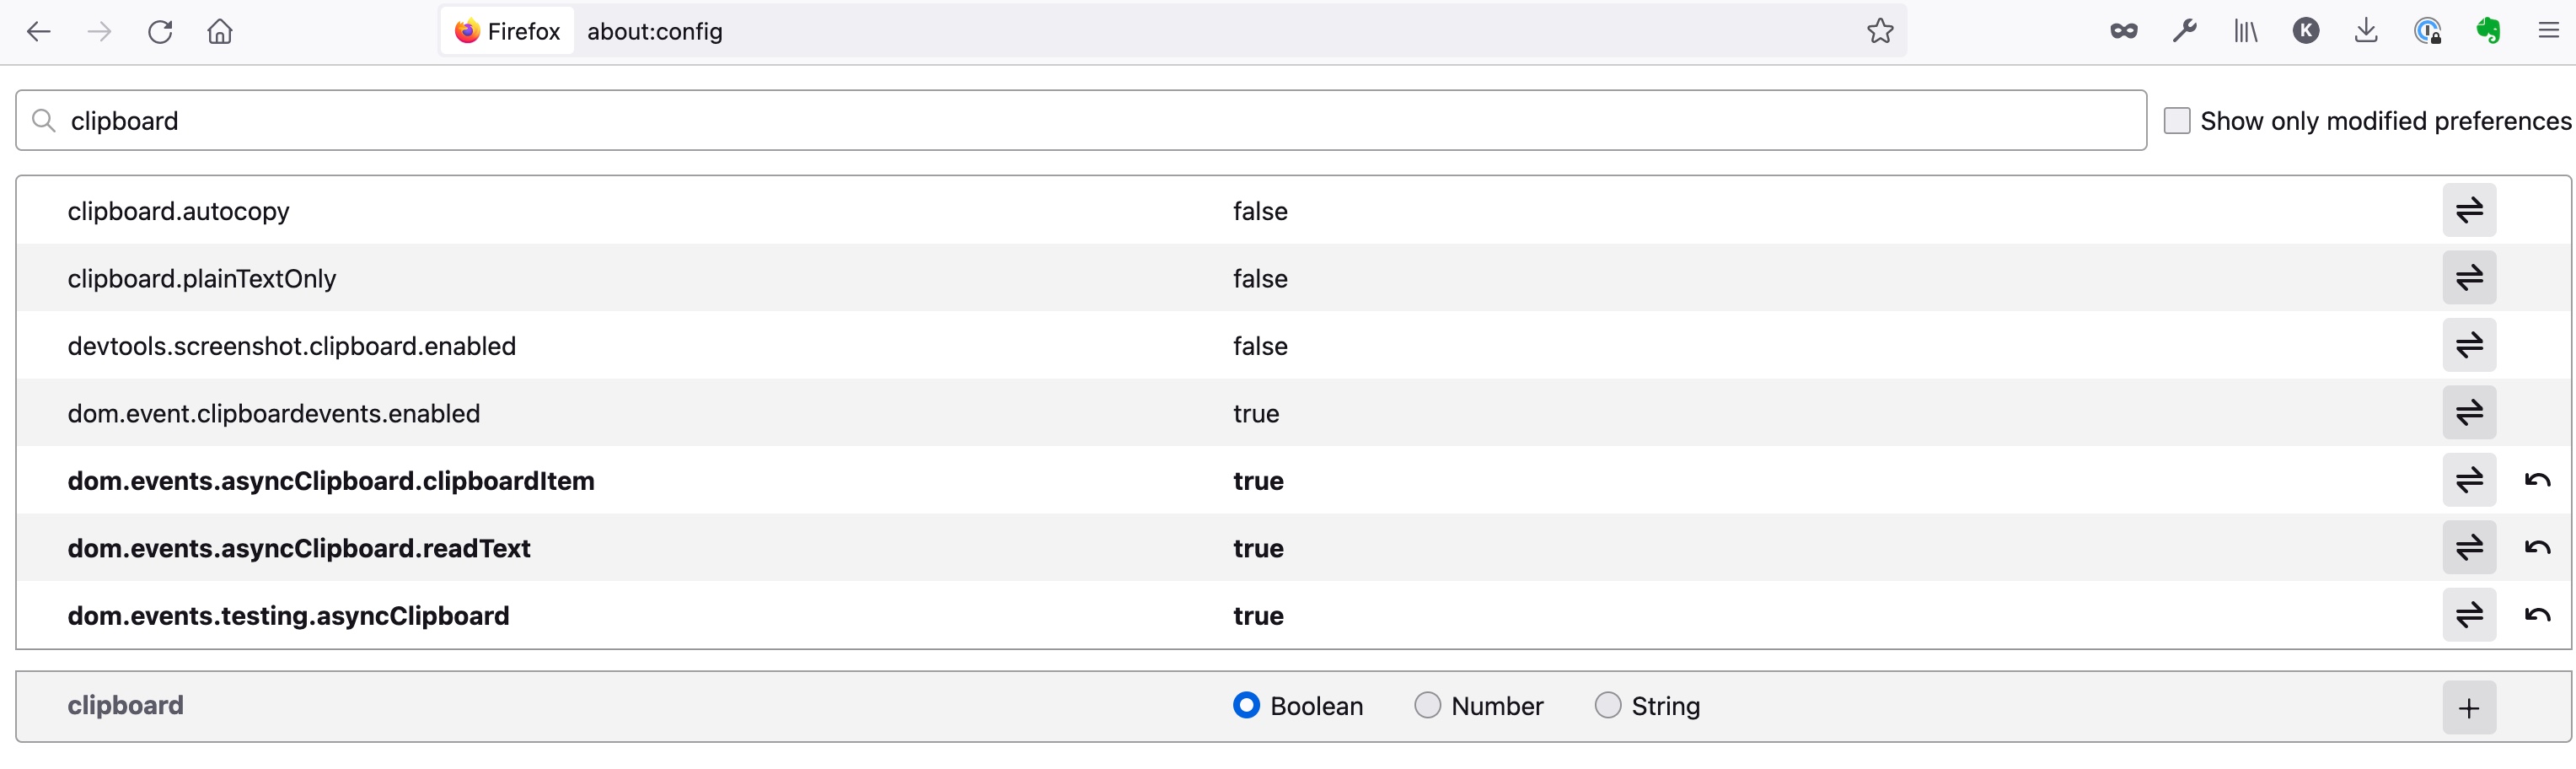 Firefox about:config
K
clipboard
Show only modified preferences
clipboard.autocopy false
clipboard.plainTextOnly false
devtools.screenshot.clipboard.enabled false
dom.event.clipboardevents.enabled true
dom.events.asyncClipboard.clipboardItem true
dom.events.asyncClipboard.readText true
dom.events.testing.asyncClipboard true
clipboard Boolean Number String